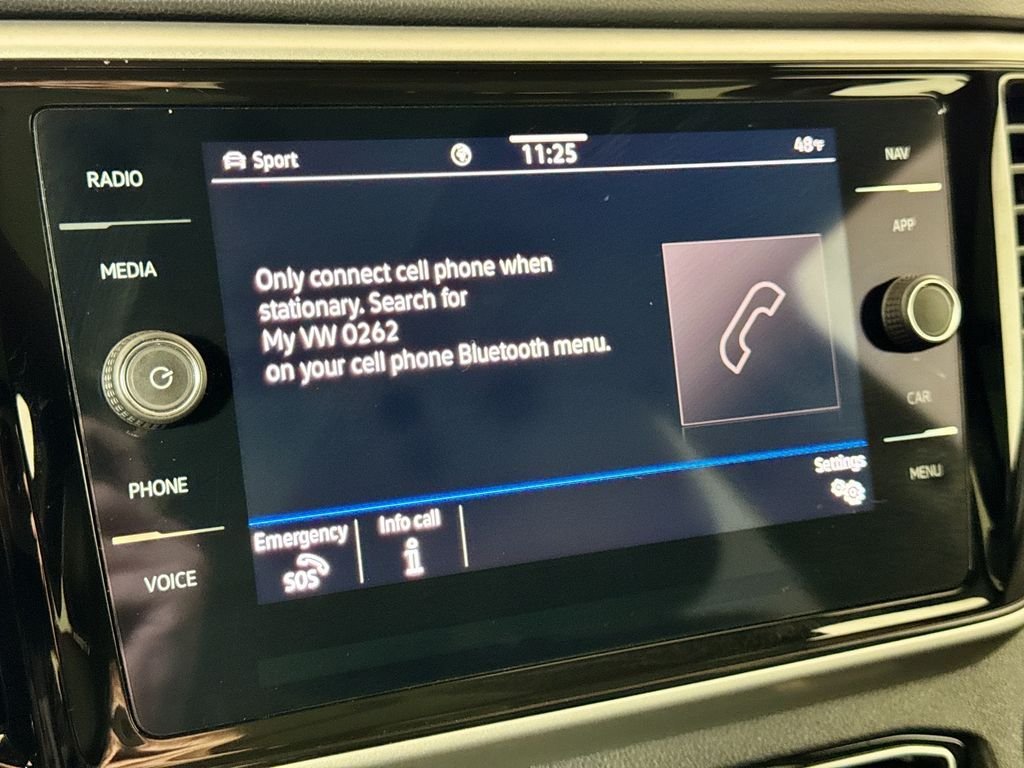 Sport
11:25
48°F
RADIO
MEDIA
PHONE
VOICE
Only connect cell phone when
stationary. Search for
My VW 0262
on your cell phone Bluetooth menu.
Emergency
SOS
Info call
i
Settings
NAV
APP
CAR
MENU